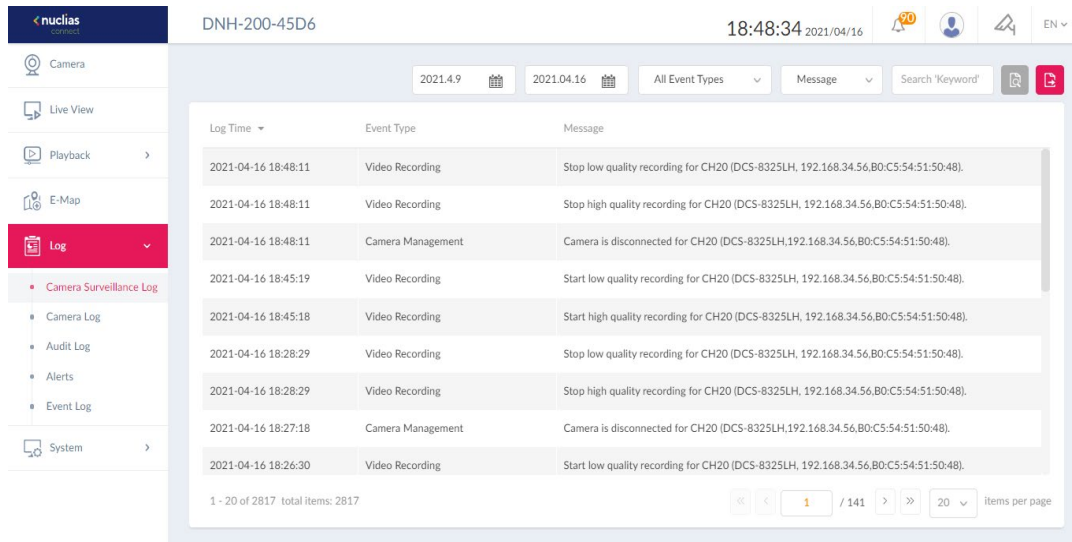 nuclias
connect
DNH-200-45D6
18:48:34 2021/04/16
90
EN
Camera
Live View
Playback
E-Map
Log
Camera Surveillance Log
Camera Log
Audit Log
Alerts
Event Log
System
2021.4.9
2021.04.16
All Event Types
Message
Search 'Keyword'
Log Time Event Type Message
2021-04-16 18:48:11 Video Recording Stop low quality recording for CH20 (DCS-8325LH, 192.168.34.56,B0:C5:54:51:50:48).
2021-04-16 18:48:11 Video Recording Stop high quality recording for CH20 (DCS-8325LH, 192.168.34.56,B0:C5:54:51:50:48).
2021-04-16 18:48:11 Camera Management Camera is disconnected for CH20 (DCS-8325LH,192.168.34.56,B0:C5:54:51:50:48).
2021-04-16 18:45:19 Video Recording Start low quality recording for CH20 (DCS-8325LH, 192.168.34.56,B0:C5:54:51:50:48).
2021-04-16 18:45:18 Video Recording Start high quality recording for CH20 (DCS-8325LH, 192.168.34.56,B0:C5:54:51:50:48).
2021-04-16 18:28:29 Video Recording Stop low quality recording for CH20 (DCS-8325LH, 192.168.34.56,B0:C5:54:51:50:48).
2021-04-16 18:28:29 Video Recording Stop high quality recording for CH20 (DCS-8325LH, 192.168.34.56,B0:C5:54:51:50:48).
2021-04-16 18:27:18 Camera Management Camera is disconnected for CH20 (DCS-8325LH,192.168.34.56,B0:C5:54:51:50:48).
2021-04-16 18:26:30 Video Recording Start low quality recording for CH20 (DCS-8325LH, 192.168.34.56,B0:C5:54:51:50:48).
1 - 20 of 2817 total items: 2817
1 / 141
20 items per page